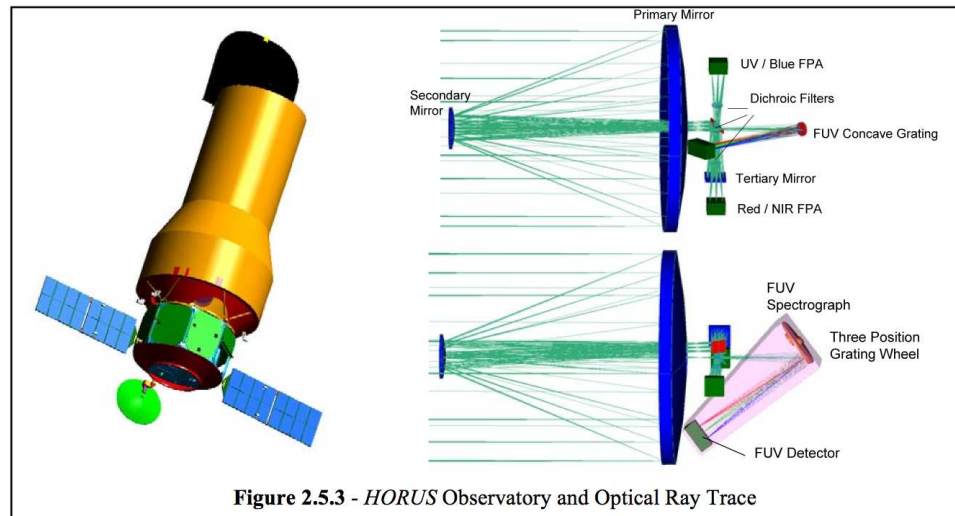 Primary Mirror
UV / Blue FPA
Secondary
Mirror
Dichroic Filters
FUV Concave Grating
Tertiary Mirror
Red / NIR FPA
FUV
Spectrograph
Three Position
Grating Wheel
FUV Detector
Figure 2.5.3 - HORUS Observatory and Optical Ray Trace